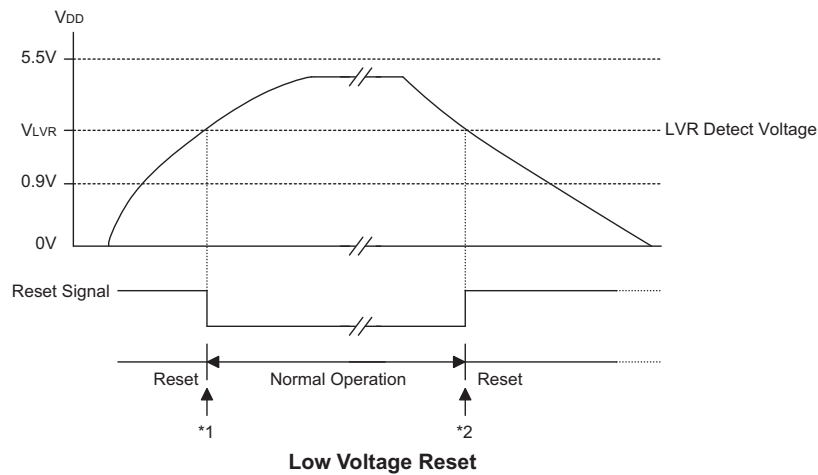 VDD
5.5V
VLVR
LVR Detect Voltage
0.9V
0V
Reset Signal
Reset
Normal Operation
Reset
*1
*2
Low Voltage Reset